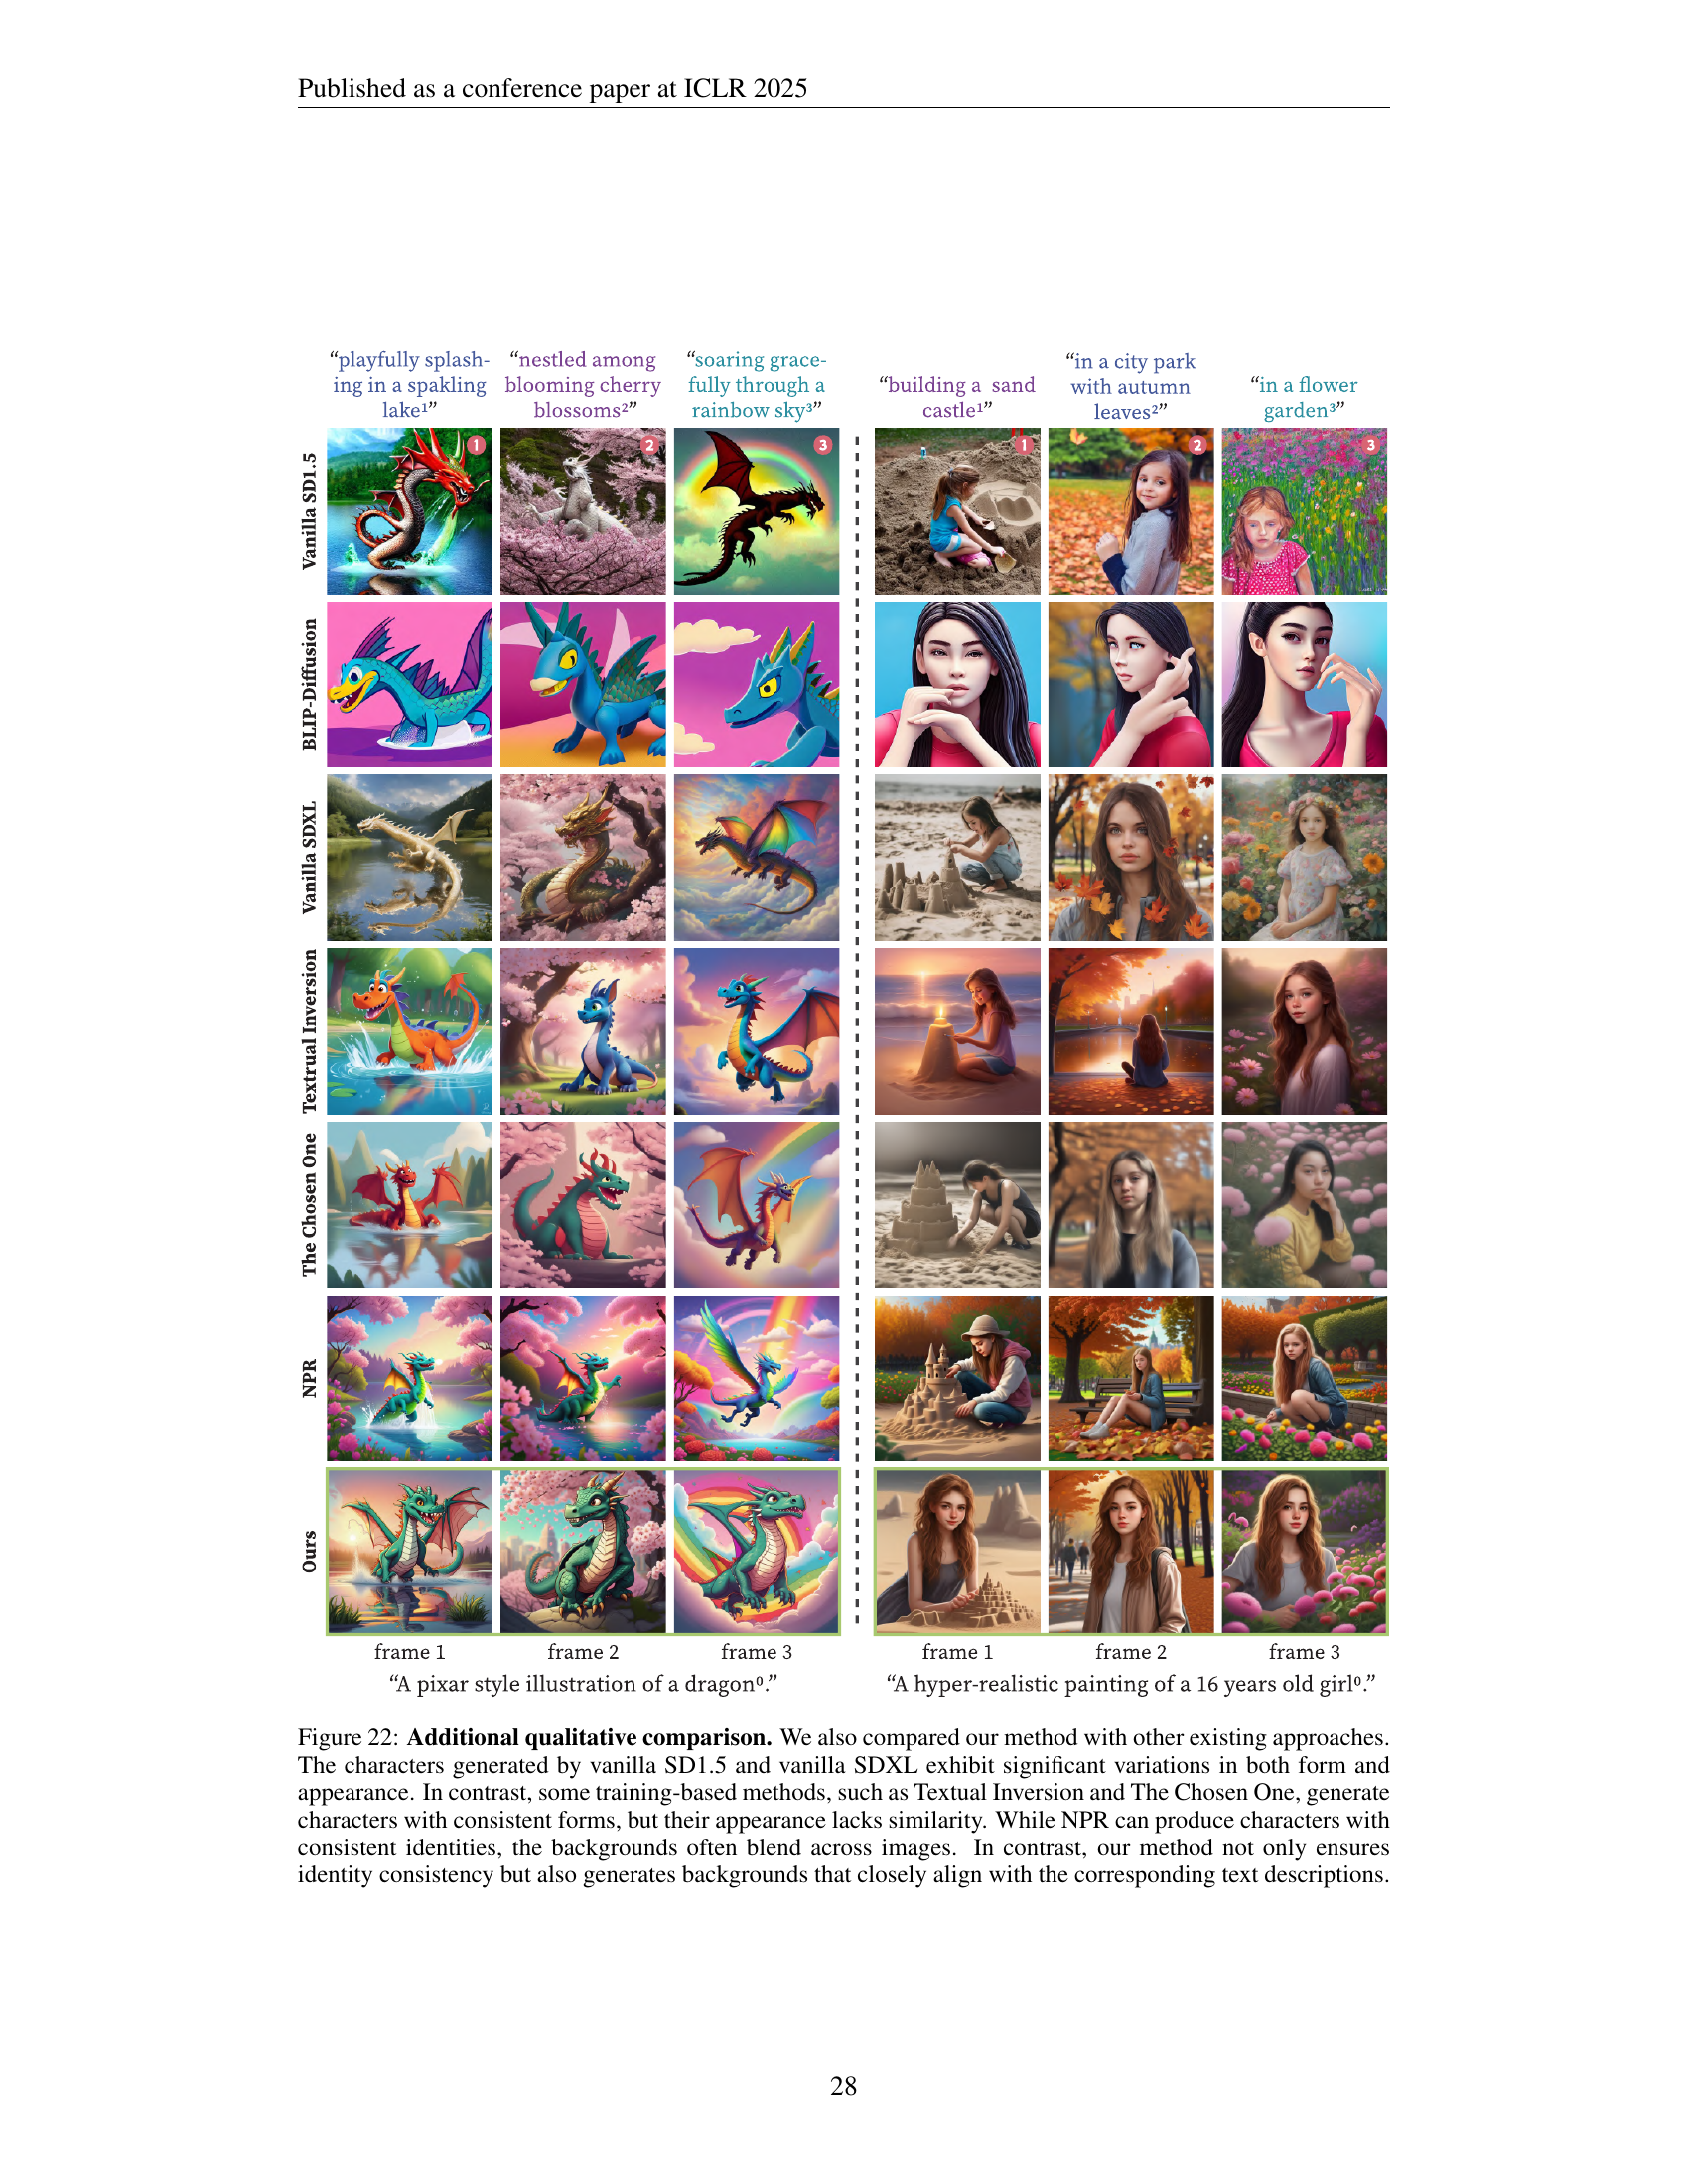 Published as a conference paper at ICLR 2025
“playfully splash-
ing in a spakling
lake¹”
“nestled among
blooming cherry
blossoms²”
“soaring grace-
fully through a
rainbow sky³”
“building a sand
castle¹”
“in a city park
with autumn
leaves²”
“in a flower
garden³”
Vanilla SD1.5
1
2
3
1
2
3
BLIP-Diffusion
Vanilla SDXL
Textrual Inversion
The Chosen One
NPR
Ours
frame 1
frame 2
frame 3
frame 1
frame 2
frame 3
“A pixar style illustration of a dragon⁰.”
“A hyper-realistic painting of a 16 years old girl⁰.”
Figure 22: Additional qualitative comparison. We also compared our method with other existing approaches.
The characters generated by vanilla SD1.5 and vanilla SDXL exhibit significant variations in both form and
appearance. In contrast, some training-based methods, such as Textual Inversion and The Chosen One, generate
characters with consistent forms, but their appearance lacks similarity. While NPR can produce characters with
consistent identities, the backgrounds often blend across images. In contrast, our method not only ensures
identity consistency but also generates backgrounds that closely align with the corresponding text descriptions.
28